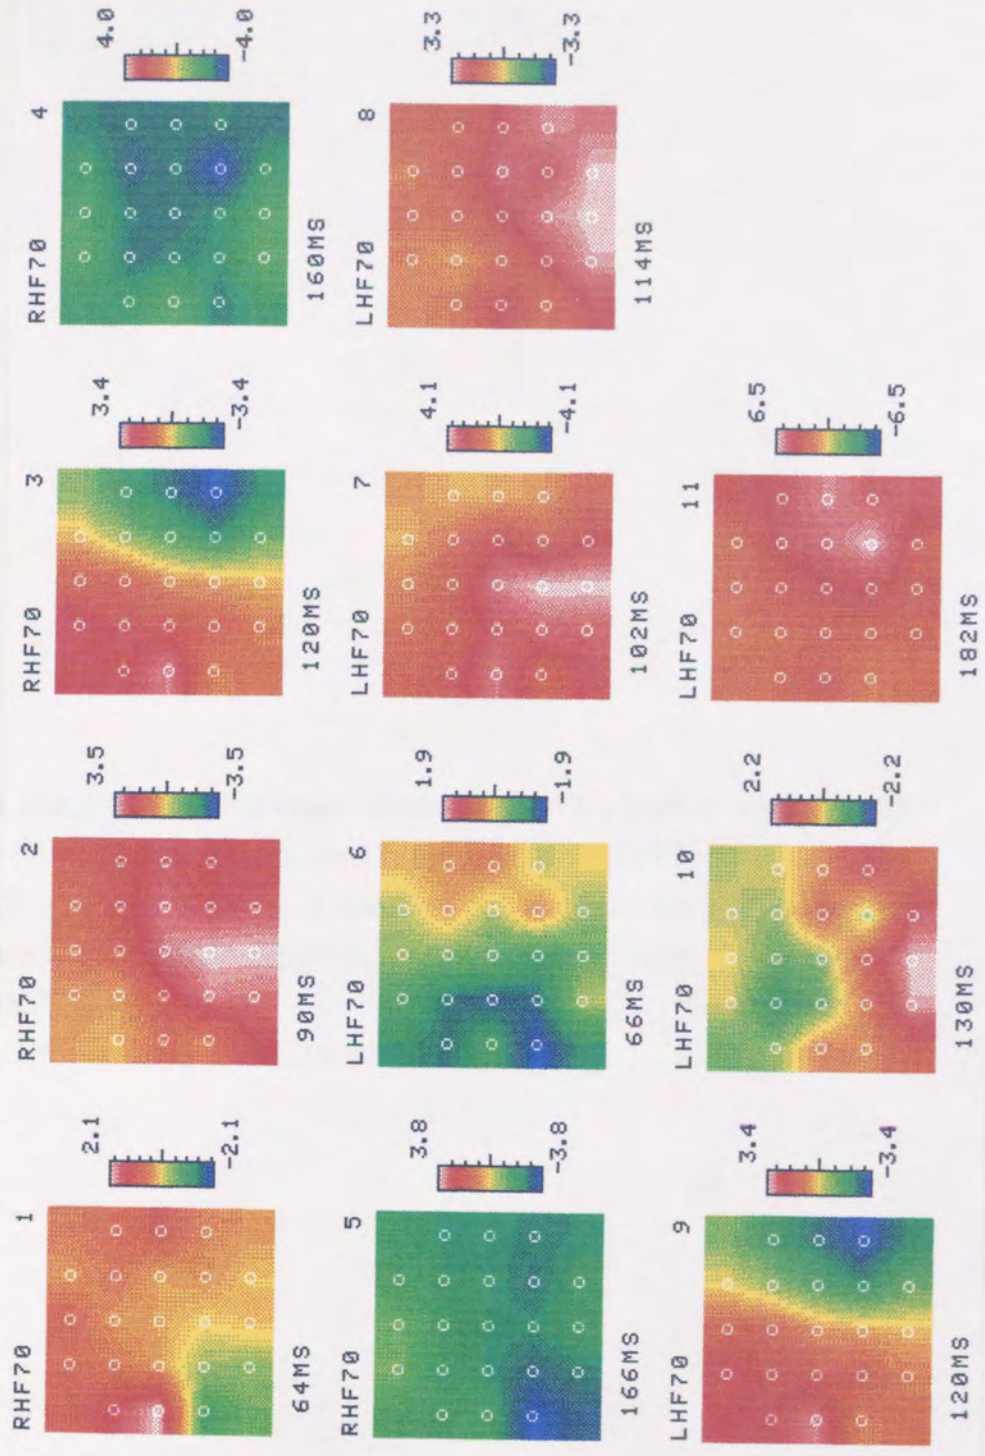 RHF70 1
2.1
-2.1
64MS
RHF70 2
3.5
-3.5
90MS
RHF70 3
3.4
-3.4
120MS
RHF70 4
4.0
-4.0
160MS
RHF70 5
3.8
-3.8
166MS
LHF70 6
1.9
-1.9
66MS
LHF70 7
4.1
-4.1
102MS
LHF70 8
3.3
-3.3
114MS
LHF70 9
3.4
-3.4
120MS
LHF70 10
2.2
-2.2
130MS
LHF70 11
6.5
-6.5
182MS